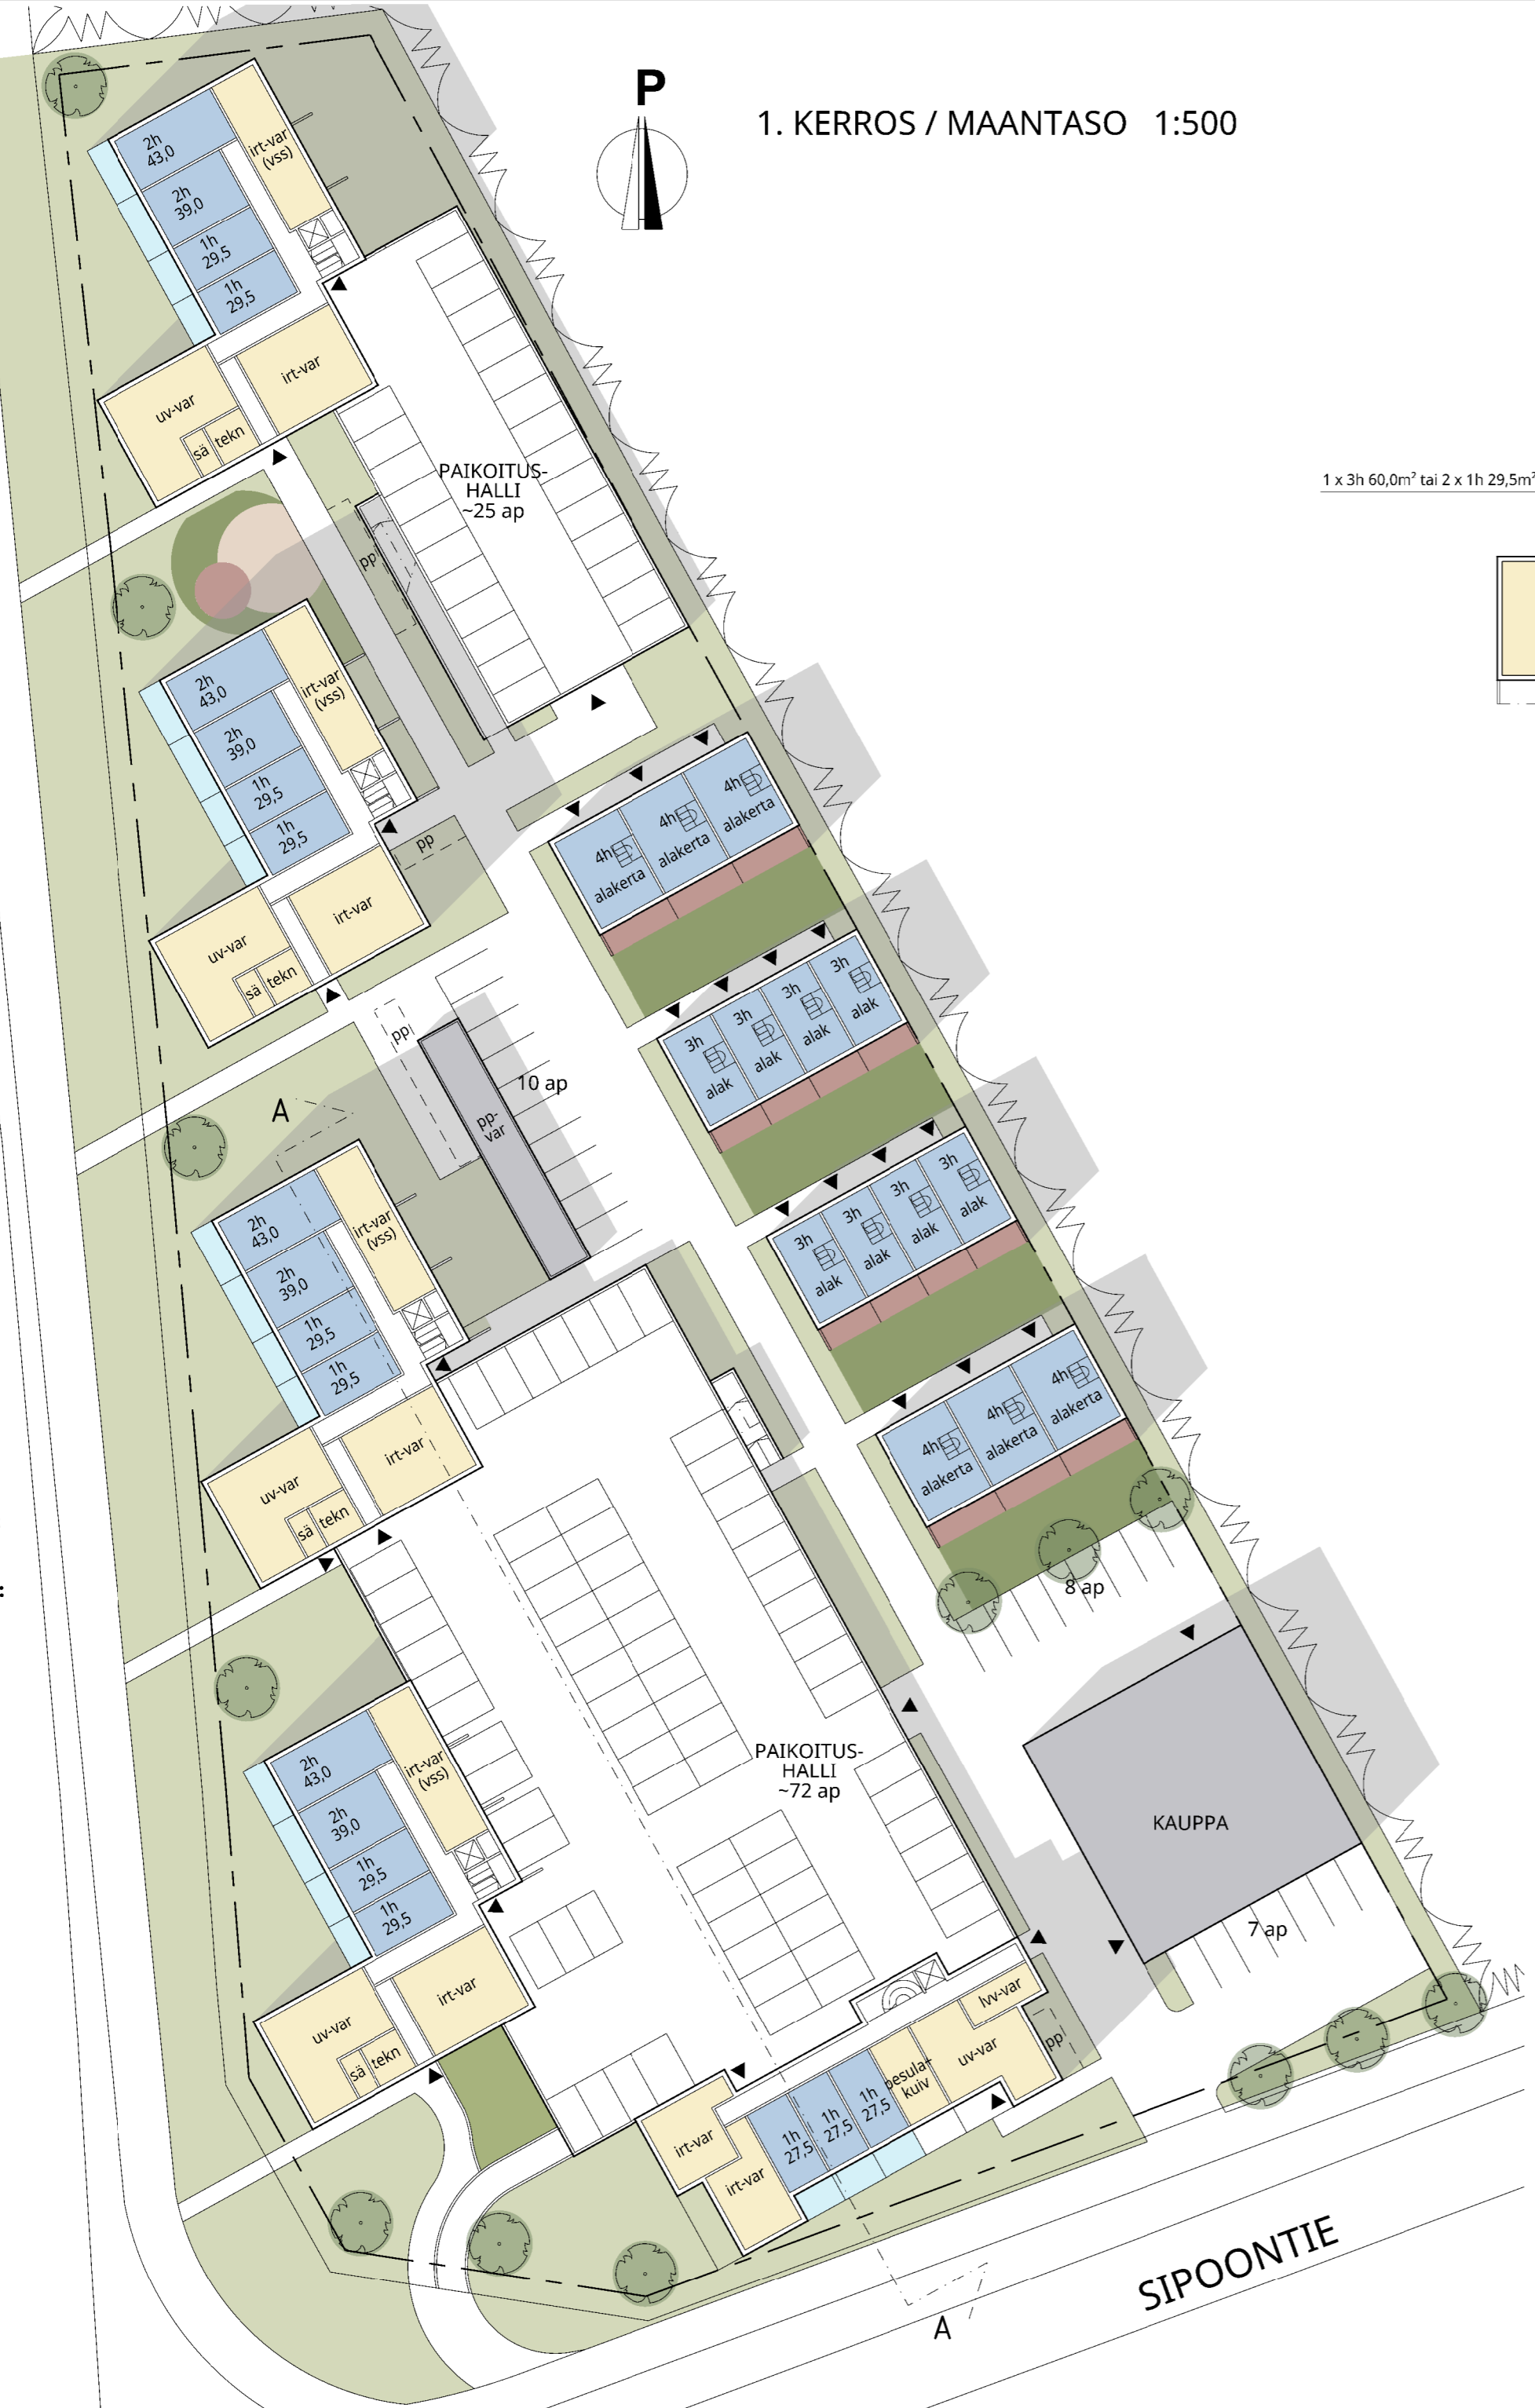 P
1. KERROS / MAANTASO 1:500
2h
43,0
irt-var
(vss)
2h
39,0
1h
29,5
1h
29,5
irt-var
uv-var
sä
tekn
PAIKOITUS-
HALLI
~25 ap
1 x 3h 60,0m² tai 2 x 1h 29,5m²
pp
2h
43,0
irt-var
(vss)
2h
39,0
1h
29,5
1h
29,5
pp
irt-var
uv-var
sä
tekn
4h
alakerta
4h
alakerta
4h
alakerta
3h
alak
3h
alak
3h
alak
3h
alak
pp
pp-
var
10 ap
A
2h
43,0
irt-var
(vss)
2h
39,0
1h
29,5
1h
29,5
irt-var
uv-var
sä
tekn
3h
alak
3h
alak
3h
alak
3h
alak
4h
alakerta
4h
alakerta
4h
alakerta
8 ap
2h
43,0
irt-var
(vss)
2h
39,0
1h
29,5
1h
29,5
irt-var
uv-var
sä
tekn
PAIKOITUS-
HALLI
~72 ap
KAUPPA
7 ap
lvv-var
uv-var
pp
pesula+
kuiv
1h
27,5
1h
27,5
1h
27,5
irt-var
irt-var
SIPOONTIE
A